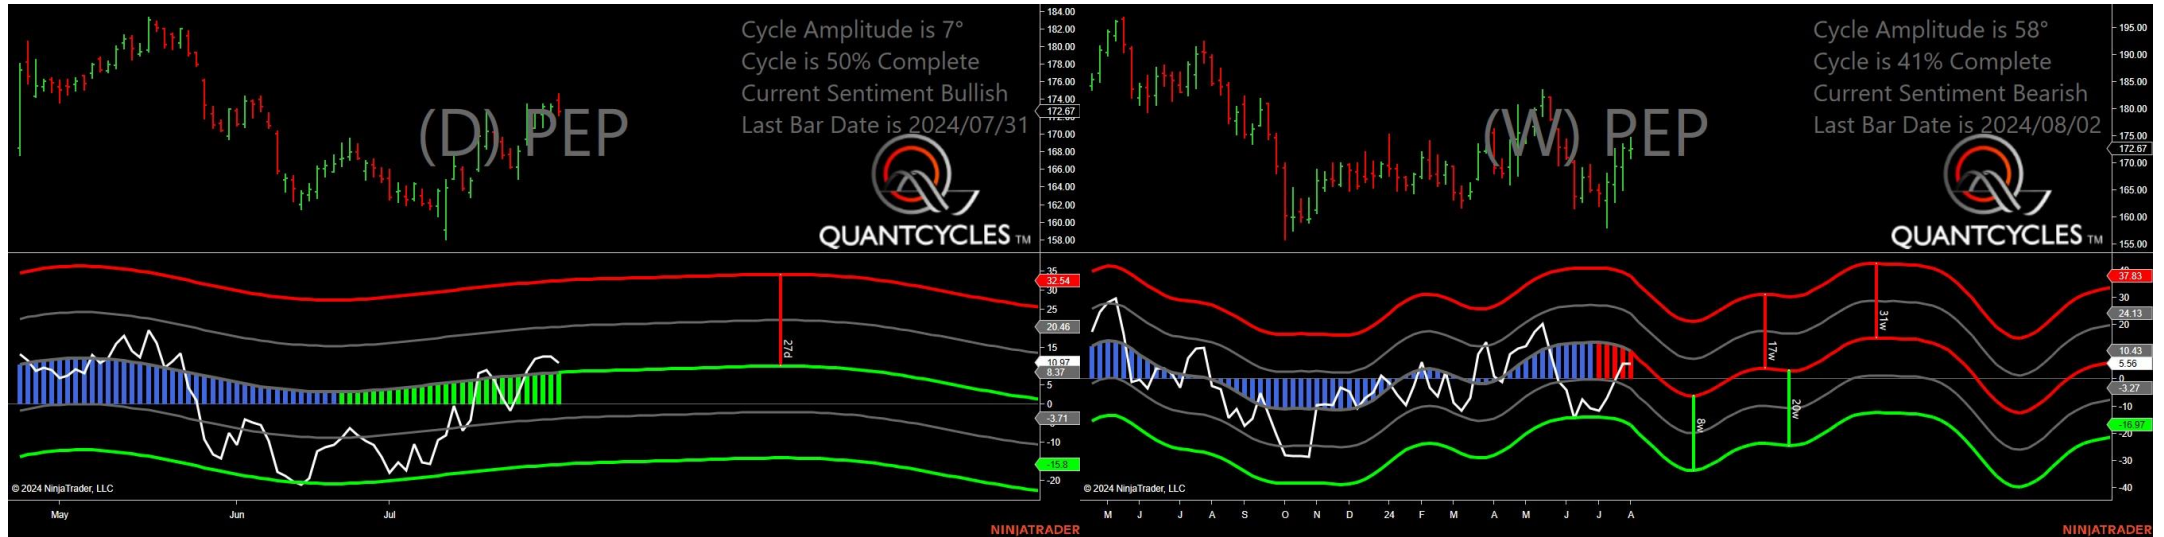 Cycle Amplitude is 7°
Cycle is 50% Complete
Current Sentiment Bullish
Last Bar Date is 2024/07/31
(D) PEP
QUANTCYCLES TM
184.00
182.00
180.00
178.00
176.00
174.00
172.67
170.00
168.00
166.00
164.00
162.00
160.00
158.00
35
32.54
30
25
20.46
15
10.97
8.37
5
0
-3.71
-10
-15.8
-20
27d
© 2024 NinjaTrader, LLC
May
Jun
Jul
NINJATRADER
Cycle Amplitude is 58°
Cycle is 41% Complete
Current Sentiment Bearish
Last Bar Date is 2024/08/02
(W) PEP
QUANTCYCLES TM
195.00
190.00
185.00
180.00
175.00
172.67
170.00
165.00
160.00
155.00
37.83
30
24.13
20
10.43
5.56
0
-3.27
-10
-16.97
-20
-30
-40
8w
17w
20w
31w
© 2024 NinjaTrader, LLC
M J J A S O N D 24 F M A M J J A
NINJATRADER